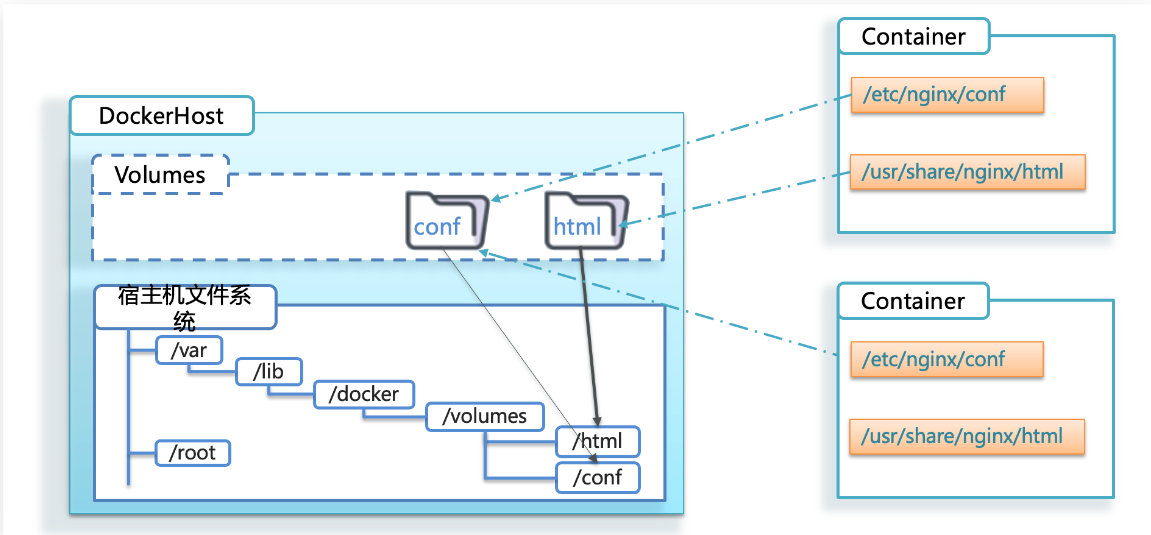 DockerHost
Volumes
conf
html
宿主机文件系
统
/var
/lib
/docker
/volumes
/html
/conf
/root
Container
/etc/nginx/conf
/usr/share/nginx/html
Container
/etc/nginx/conf
/usr/share/nginx/html